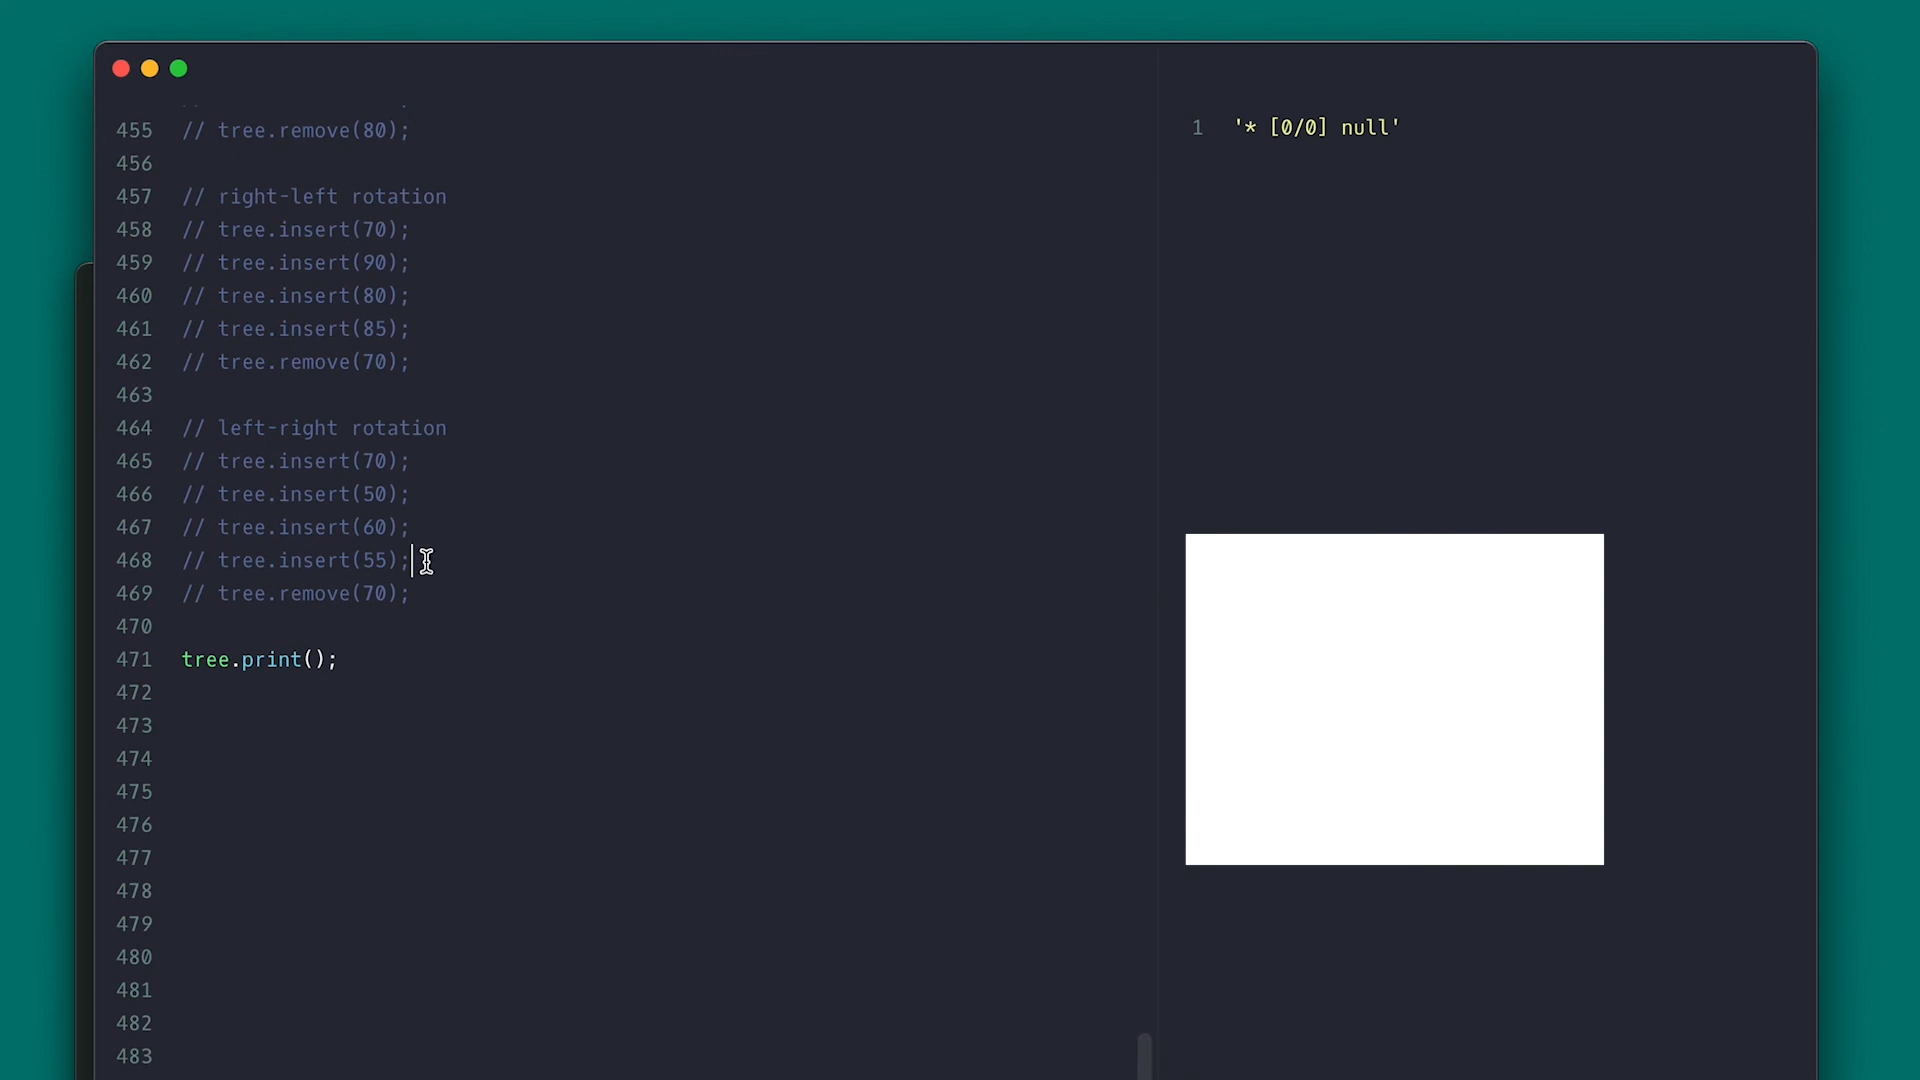 455 // tree.remove(80);
456
457 // right-left rotation
458 // tree.insert(70);
459 // tree.insert(90);
460 // tree.insert(80);
461 // tree.insert(85);
462 // tree.remove(70);
463
464 // left-right rotation
465 // tree.insert(70);
466 // tree.insert(50);
467 // tree.insert(60);
468 // tree.insert(55);
469 // tree.remove(70);
470
471 tree.print();
472
473
474
475
476
477
478
479
480
481
482
483
1 '* [0/0] null'